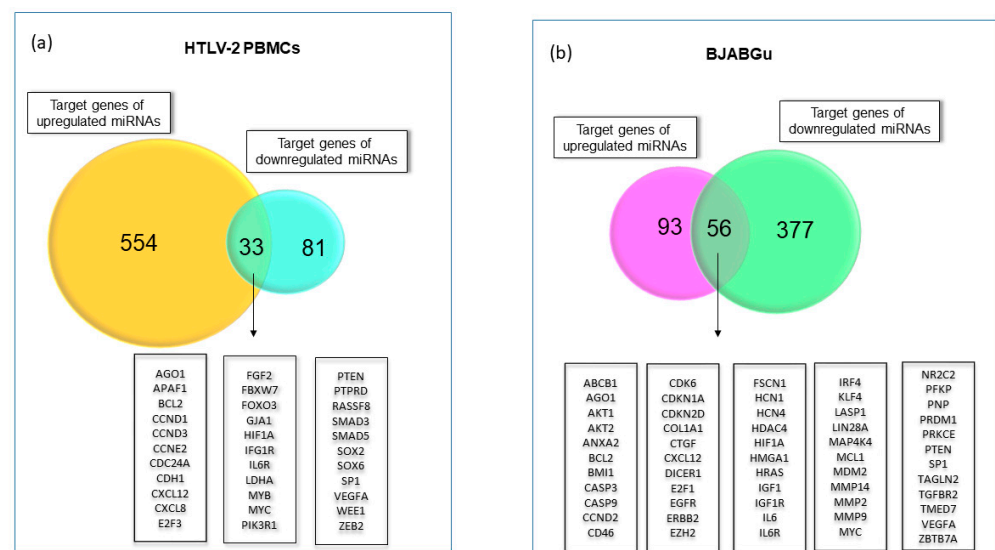 (a)
HTLV-2 PBMCs
Target genes of
upregulated miRNAs
Target genes of
downregulated miRNAs
554
33
81
AGO1
APAF1
BCL2
CCND1
CCND3
CCNE2
CDC24A
CDH1
CXCL12
CXCL8
E2F3
FGF2
FBXW7
FOXO3
GJA1
HIF1A
IFG1R
IL6R
LDHA
MYB
MYC
PIK3R1
PTEN
PTPRD
RASSF8
SMAD3
SMAD5
SOX2
SOX6
SP1
VEGFA
WEE1
ZEB2
(b)
BJABGu
Target genes of
upregulated miRNAs
Target genes of
downregulated miRNAs
93
56
377
ABCB1
AGO1
AKT1
AKT2
ANXA2
BCL2
BMI1
CASP3
CASP9
CCND2
CD46
CDK6
CDKN1A
CDKN2D
COL1A1
CTGF
CXCL12
DICER1
E2F1
EGFR
ERBB2
EZH2
FSCN1
HCN1
HCN4
HDAC4
HIF1A
HMGA1
HRAS
IGF1
IGF1R
IL6
IL6R
IRF4
KLF4
LASP1
LIN28A
MAP4K4
MCL1
MDM2
MMP14
MMP2
MMP9
MYC
NR2C2
PFKP
PNP
PRDM1
PRKCE
PTEN
SP1
TAGLN2
TGFBR2
TMED7
VEGFA
ZBTB7A